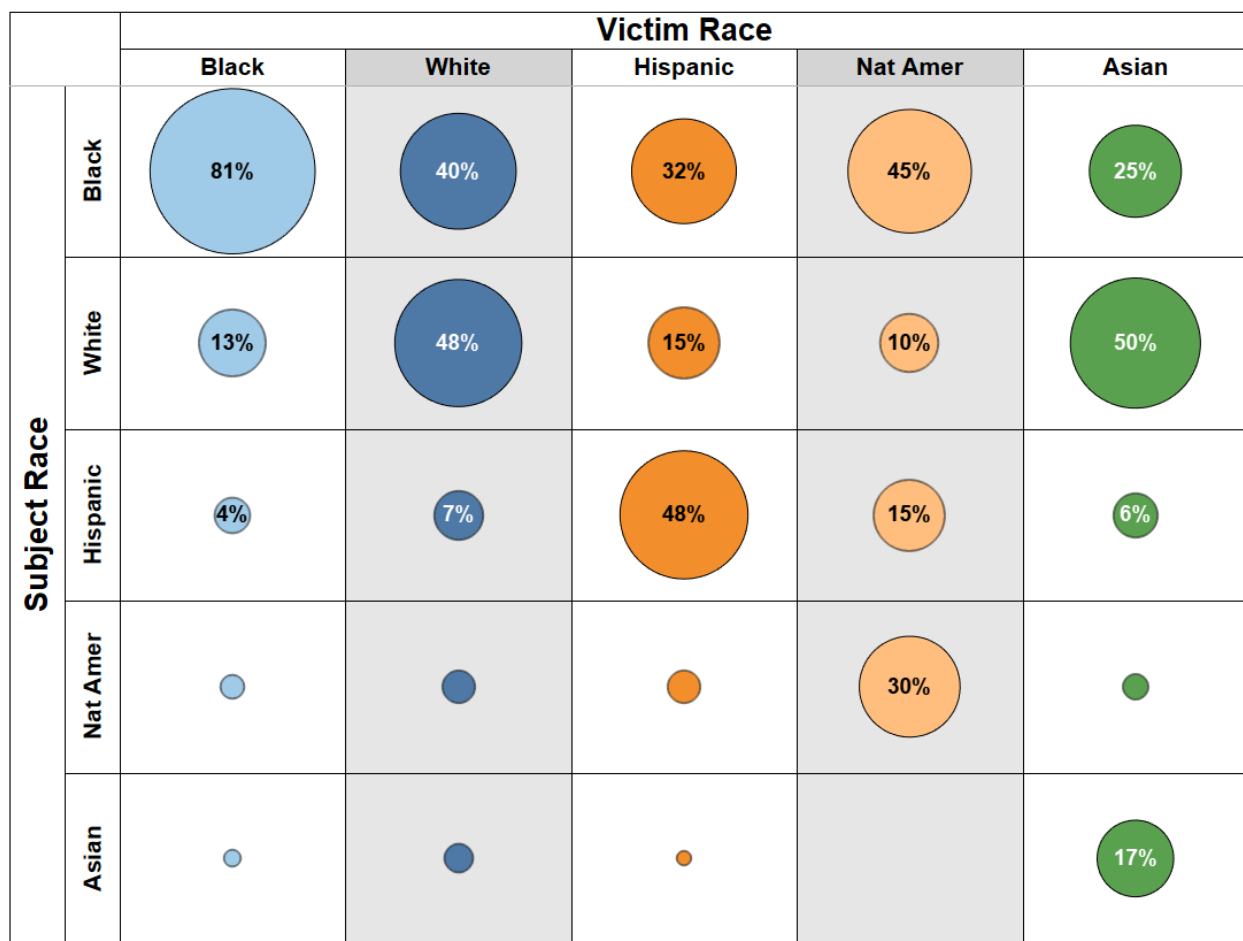 Victim Race
Black White Hispanic Nat Amer Asian
Subject Race
Black 81% 40% 32% 45% 25%
White 13% 48% 15% 10% 50%
Hispanic 4% 7% 48% 15% 6%
Nat Amer 30%
Asian 17%